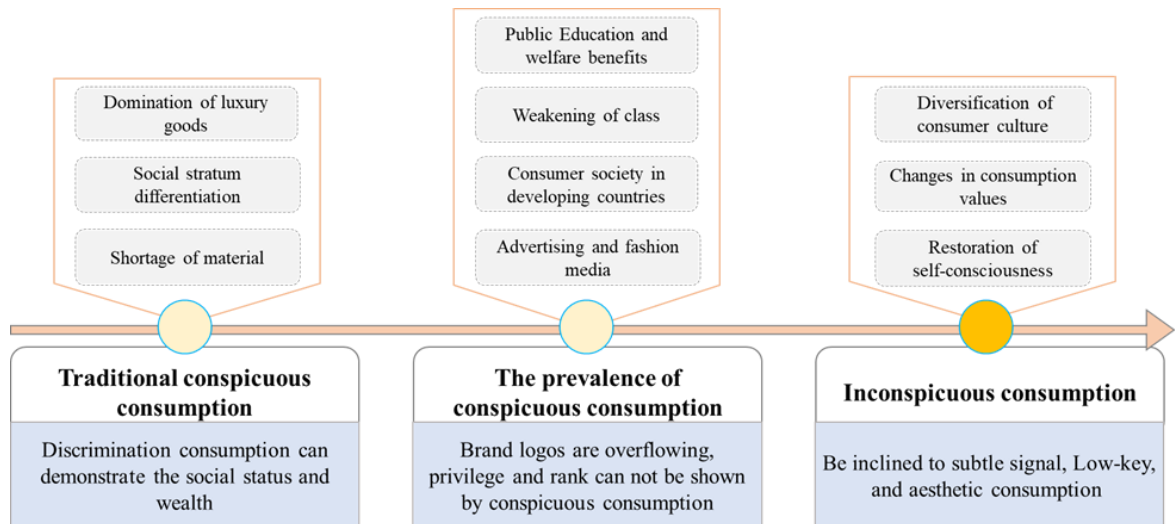 Domination of luxury
goods
Social stratum
differentiation
Shortage of material
Traditional conspicuous
consumption
Discrimination consumption can
demonstrate the social status and
wealth
Public Education and
welfare benefits
Weakening of class
Consumer society in
developing countries
Advertising and fashion
media
The prevalence of
conspicuous consumption
Brand logos are overflowing,
privilege and rank can not be shown
by conspicuous consumption
Diversification of
consumer culture
Changes in consumption
values
Restoration of
self-consciousness
Inconspicuous consumption
Be inclined to subtle signal, Low-key,
and aesthetic consumption